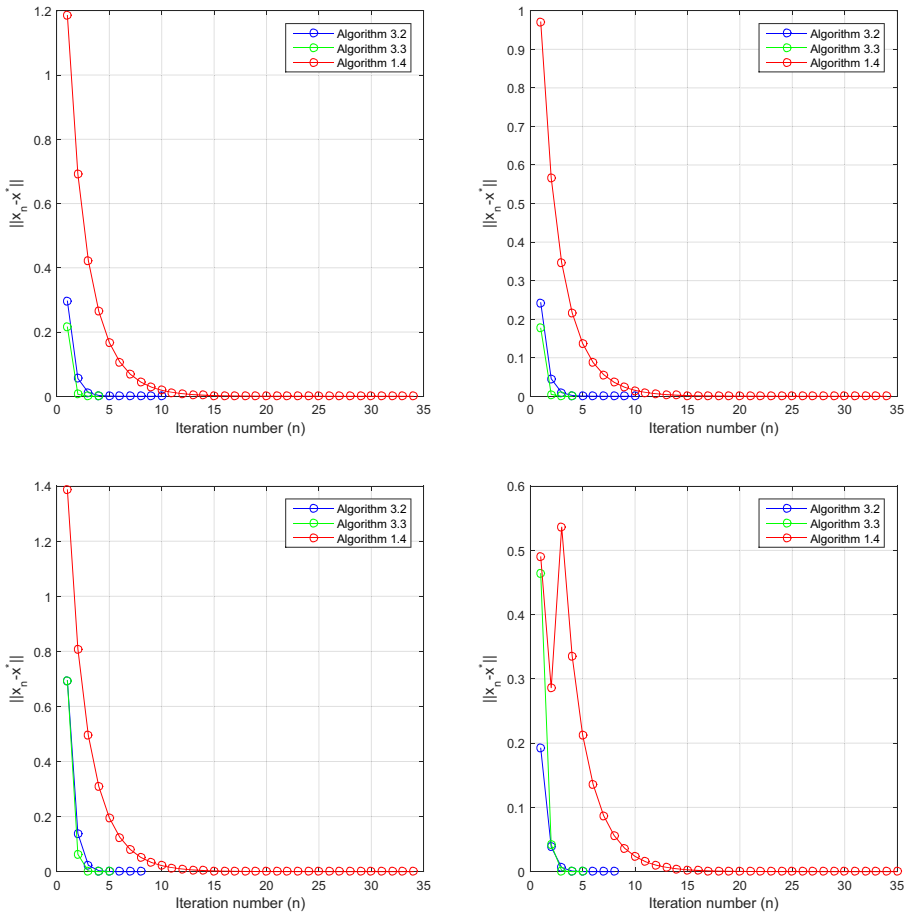 1.2
1
0.8
0.6
0.4
0.2
0
||x_n-x^*||
Algorithm 3.2
Algorithm 3.3
Algorithm 1.4
0 5 10 15 20 25 30 35
Iteration number (n)
1
0.9
0.8
0.7
0.6
0.5
0.4
0.3
0.2
0.1
0
||x_n-x^*||
Algorithm 3.2
Algorithm 3.3
Algorithm 1.4
0 5 10 15 20 25 30 35
Iteration number (n)
1.4
1.2
1
0.8
0.6
0.4
0.2
0
||x_n-x^*||
Algorithm 3.2
Algorithm 3.3
Algorithm 1.4
0 5 10 15 20 25 30 35
Iteration number (n)
0.6
0.5
0.4
0.3
0.2
0.1
0
||x_n-x^*||
Algorithm 3.2
Algorithm 3.3
Algorithm 1.4
0 5 10 15 20 25 30 35
Iteration number (n)